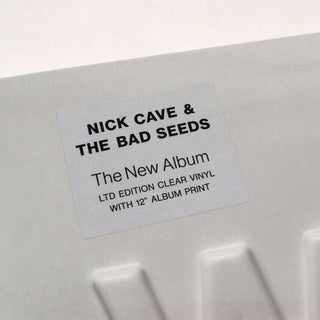 NICK CAVE &
THE BAD SEEDS
The New Album
LTD EDITION CLEAR VINYL
WITH 12" ALBUM PRINT